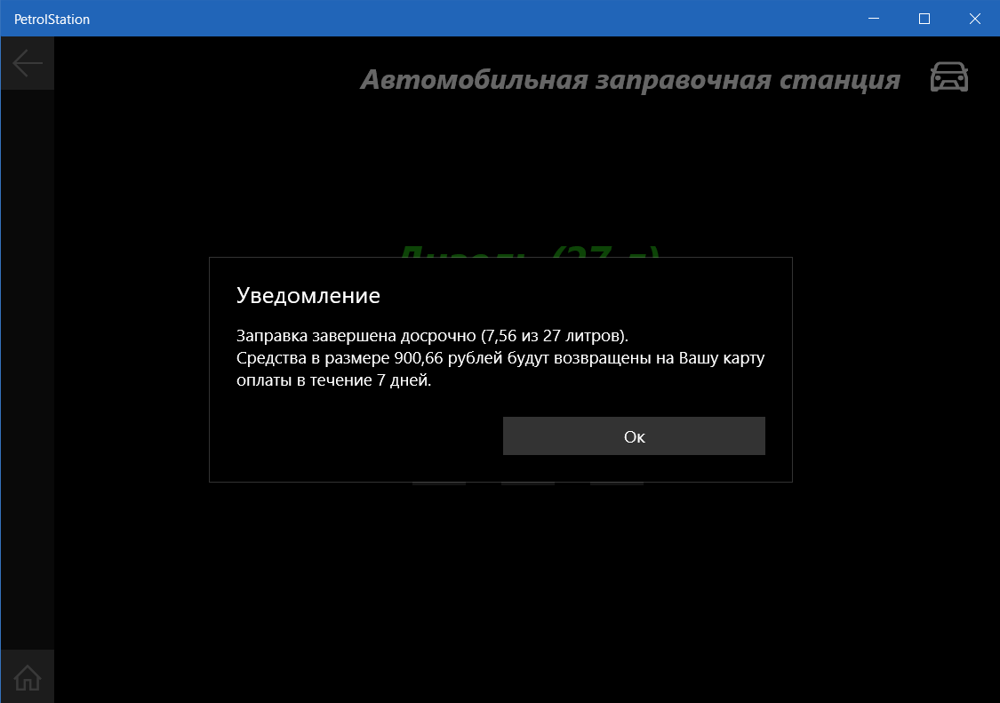 PetrolStation
Автомобильная заправочная станция
Дизель (27 л)
Уведомление
Заправка завершена досрочно (7,56 из 27 литров).
Средства в размере 900,66 рублей будут возвращены на Вашу карту
оплаты в течение 7 дней.
Ок